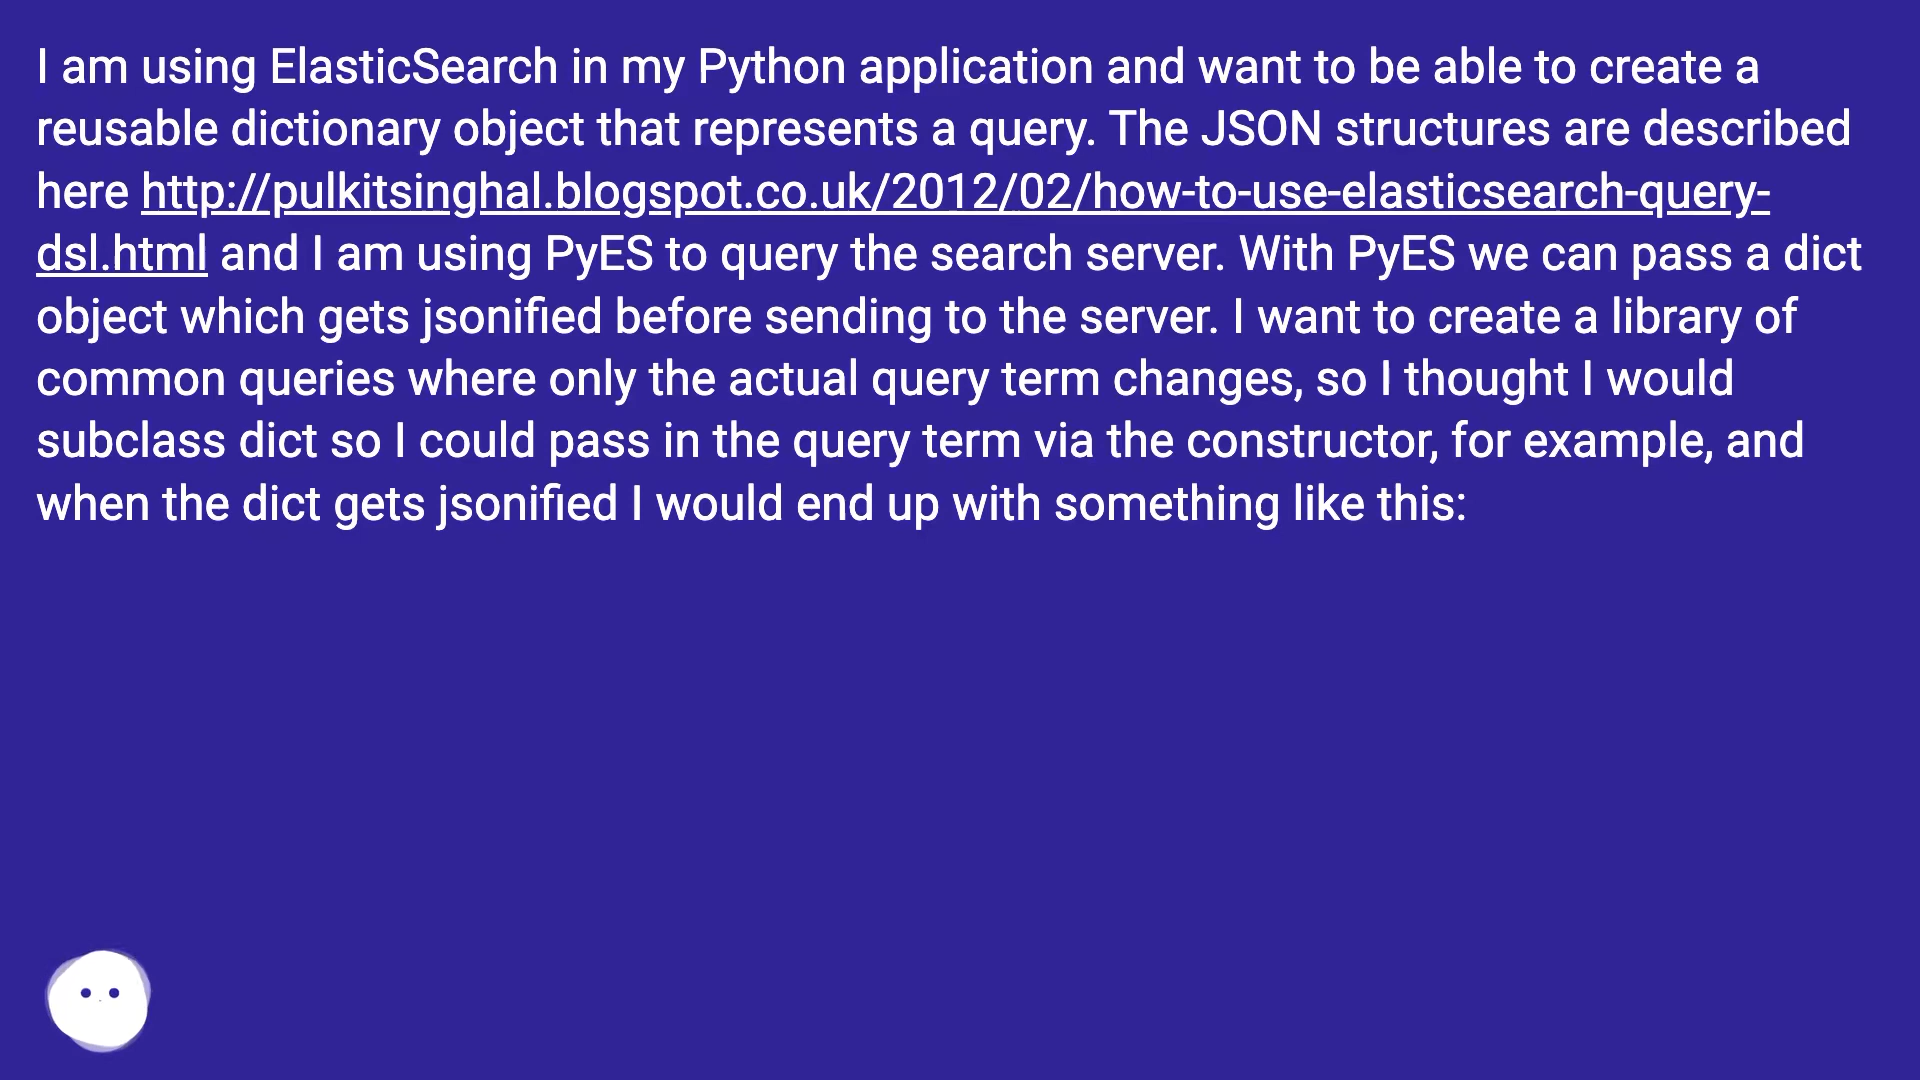 I am using ElasticSearch in my Python application and want to be able to create a
reusable dictionary object that represents a query. The JSON structures are described
here http://pulkitsinghal.blogspot.co.uk/2012/02/how-to-use-elasticsearch-query-
dsl.html and I am using PyES to query the search server. With PyES we can pass a dict
object which gets jsonified before sending to the server. I want to create a library of
common queries where only the actual query term changes, so I thought I would
subclass dict so I could pass in the query term via the constructor, for example, and
when the dict gets jsonified I would end up with something like this: